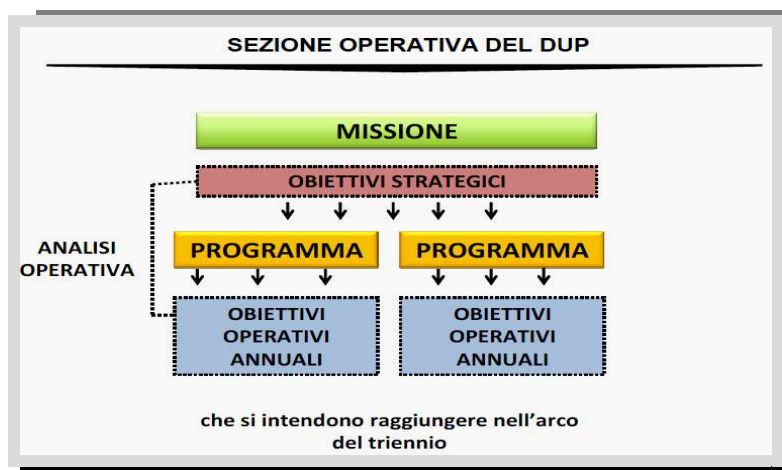 SEZIONE OPERATIVA DEL DUP
MISSIONE
OBIETTIVI STRATEGICI
ANALISI
OPERATIVA
PROGRAMMA
PROGRAMMA
OBIETTIVI
OPERATIVI
ANNUALI
OBIETTIVI
OPERATIVI
ANNUALI
che si intendono raggiungere nell'arco
del triennio